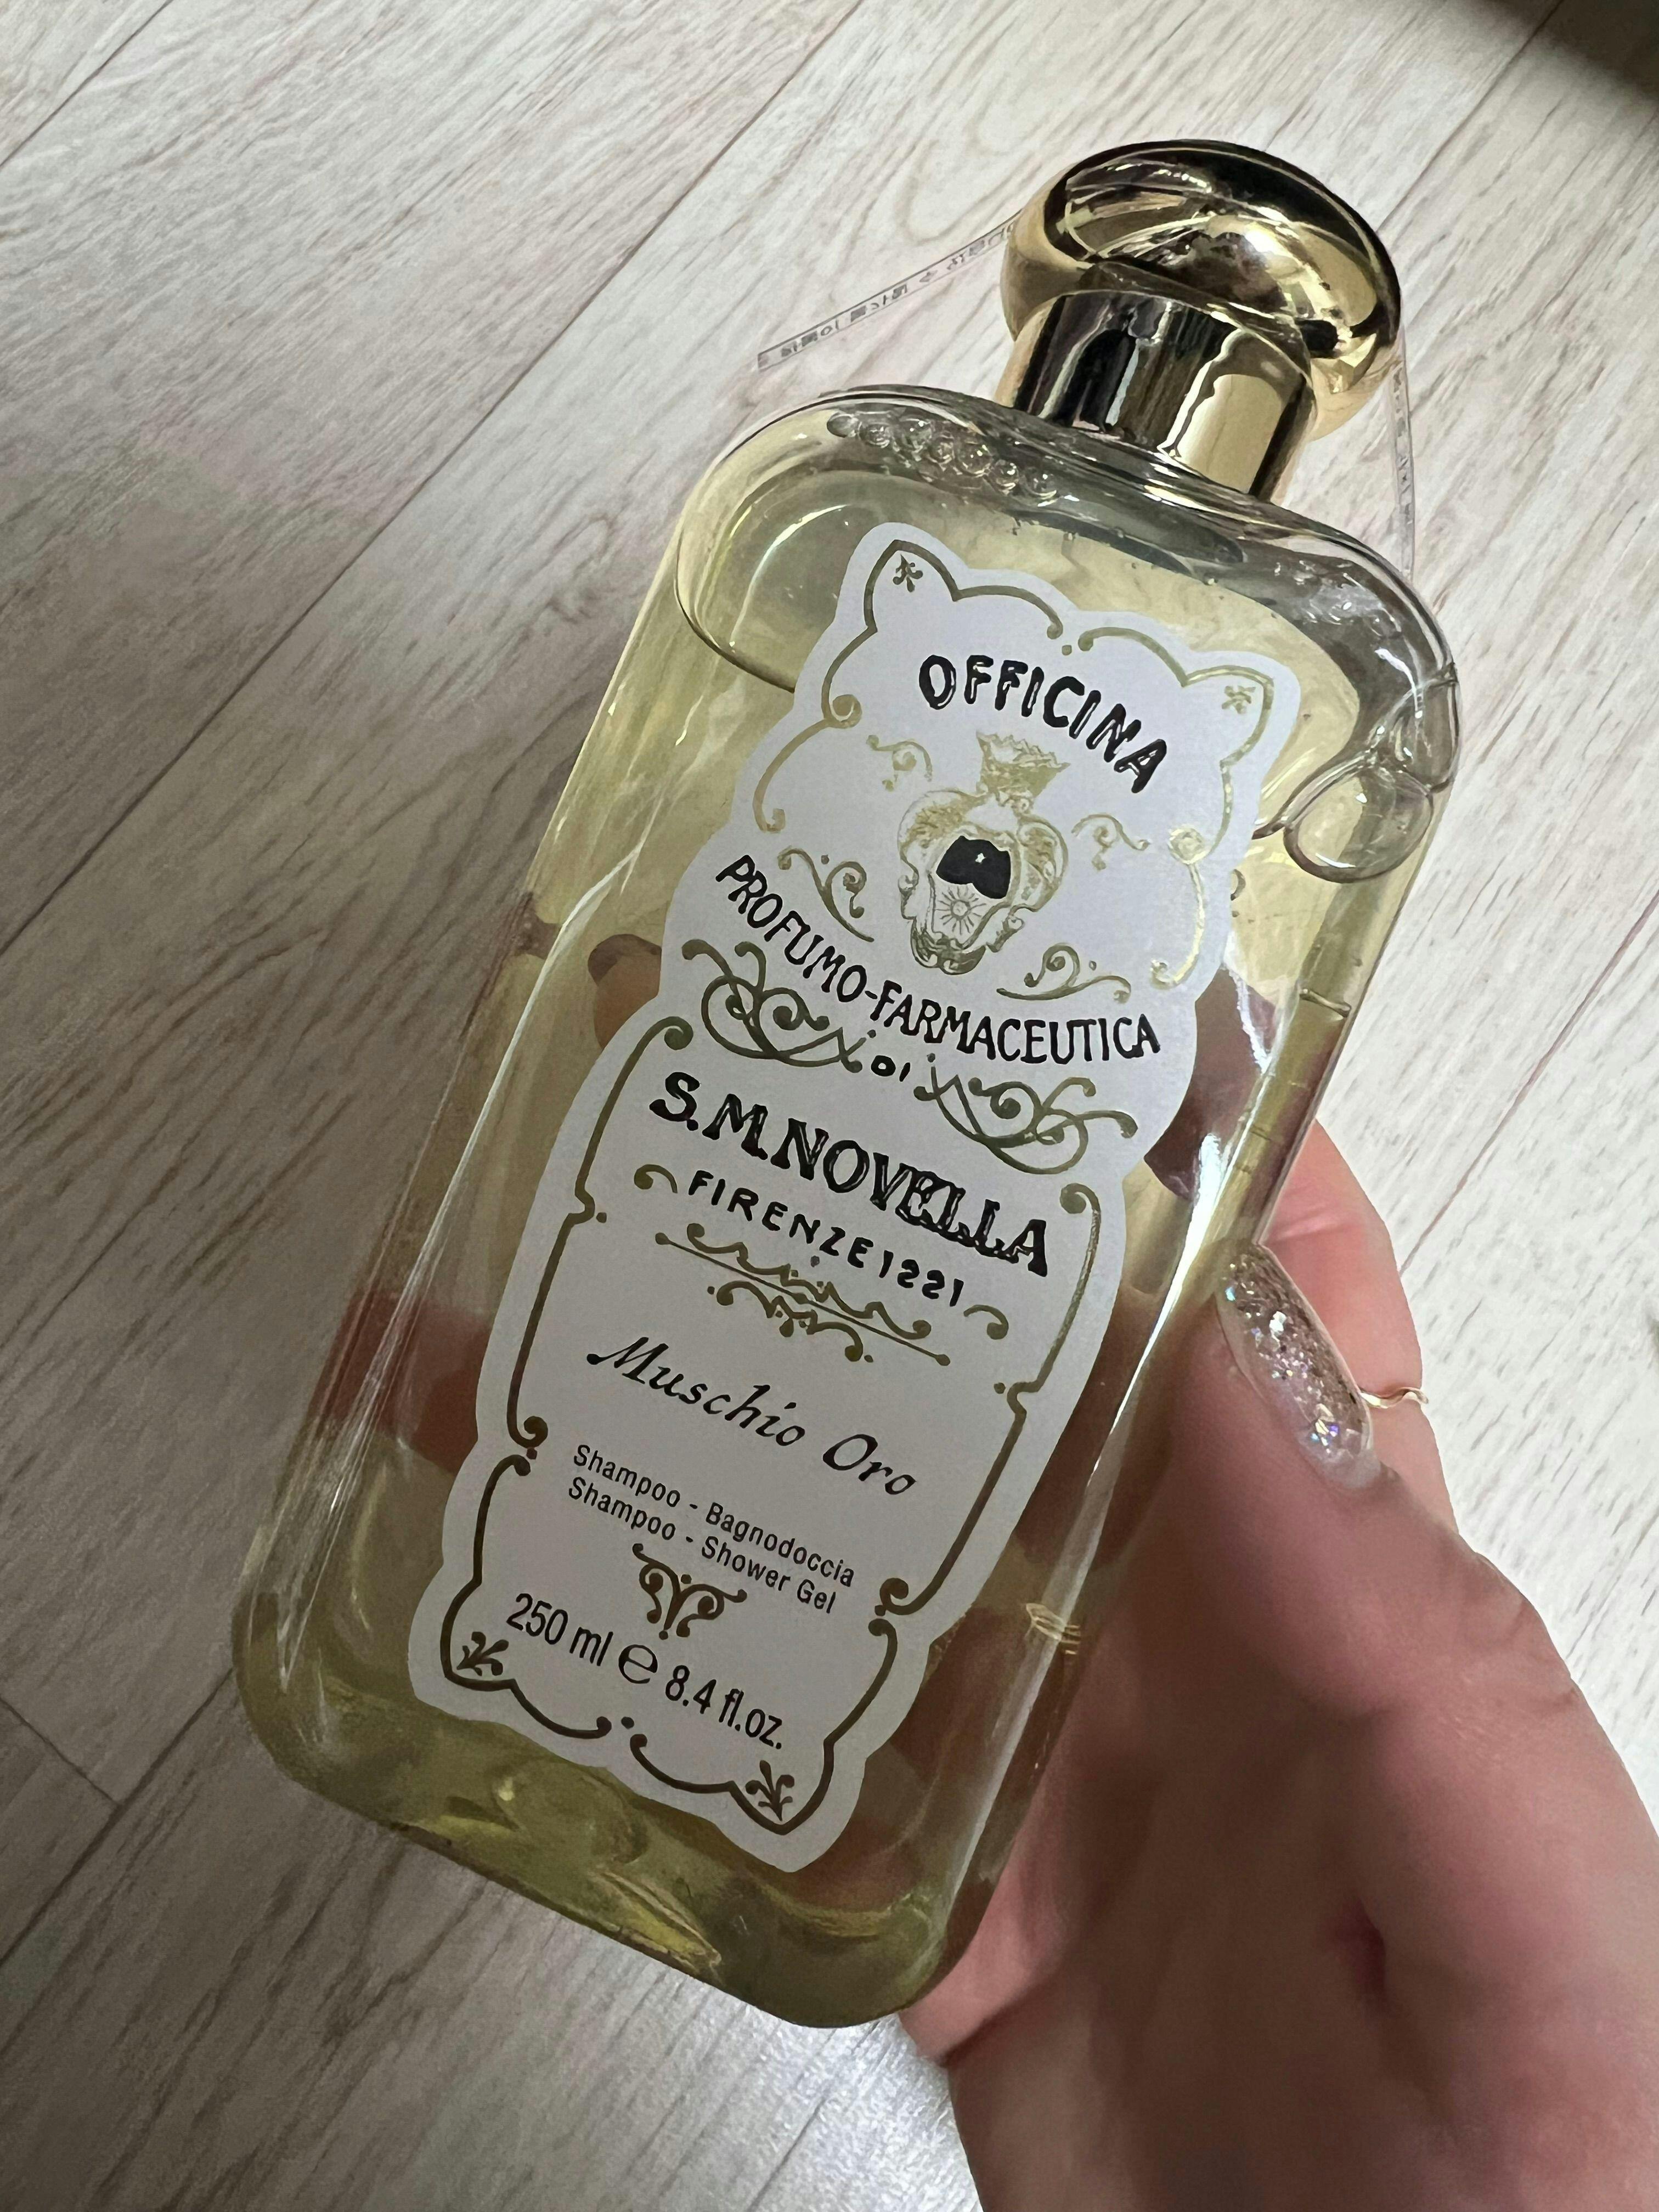 OFFICINA
PROFUMO-FARMACEUTICA
DI
S.M.NOVELLA
FIRENZE 1221
Muschio Oro
Shampoo - Bagnodoccia
Shampoo - Shower Gel
250 ml ℮ 8.4 fl.oz.